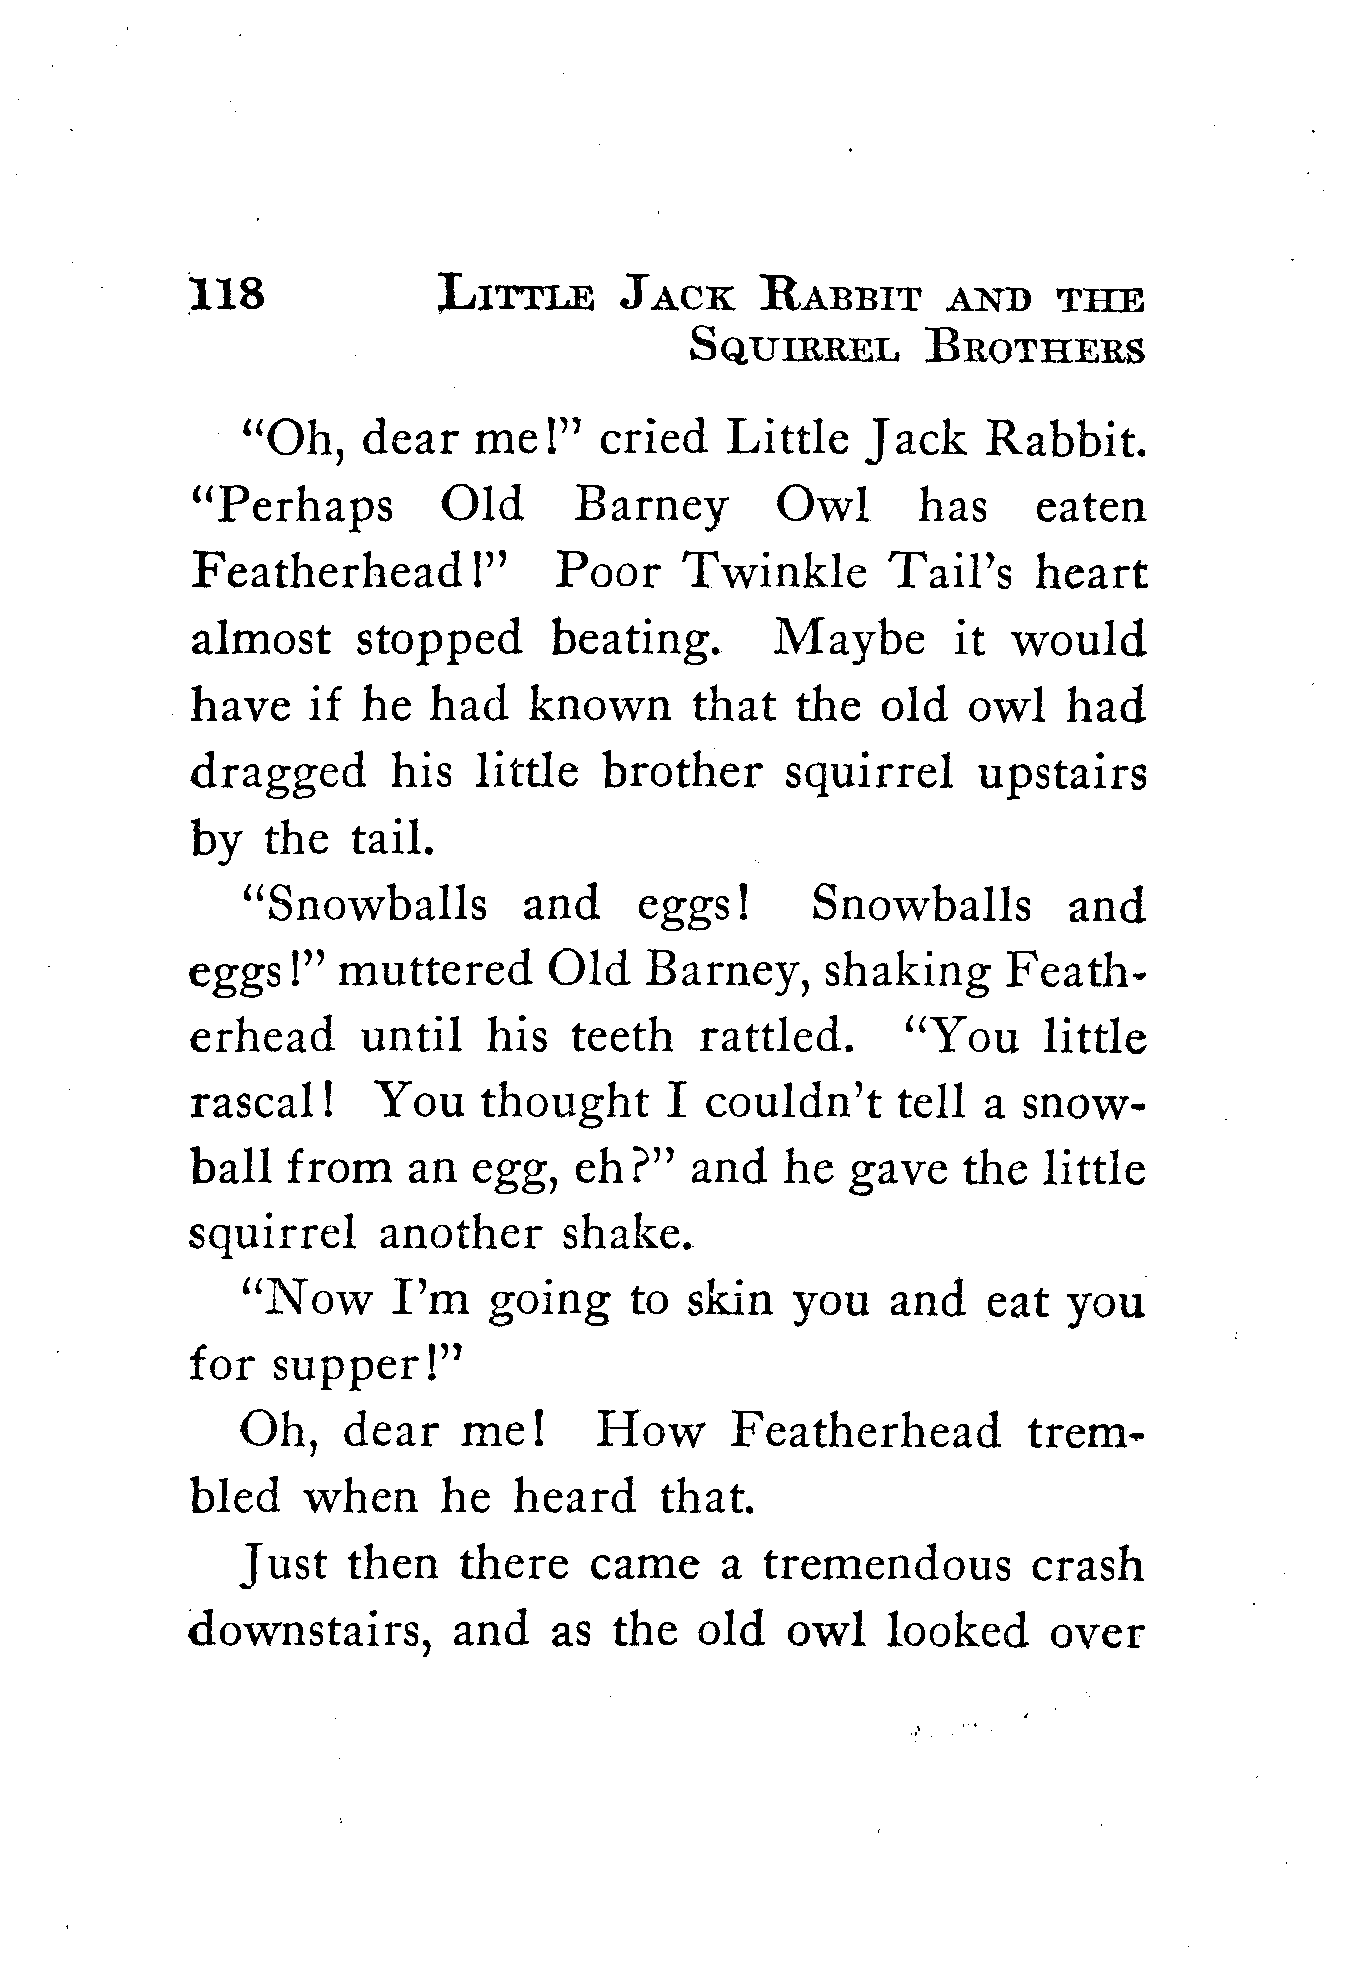 118 LITTLE JACK RABBIT AND THE
SQUIRREL BROTHERS
“Oh, dear me!” cried Little Jack Rabbit.
“Perhaps Old Barney Owl has eaten
Featherhead!” Poor Twinkle Tail’s heart
almost stopped beating. Maybe it would
have if he had known that the old owl had
dragged his little brother squirrel upstairs
by the tail.
“Snowballs and eggs! Snowballs and
eggs!” muttered Old Barney, shaking Feath-
erhead until his teeth rattled. “You little
rascal! You thought I couldn’t tell a snow-
ball from an egg, eh?” and he gave the little
squirrel another shake.
“Now I’m going to skin you and eat you
for supper!”
Oh, dear me! How Featherhead trem-
bled when he heard that.
Just then there came a tremendous crash
downstairs, and as the old owl looked over